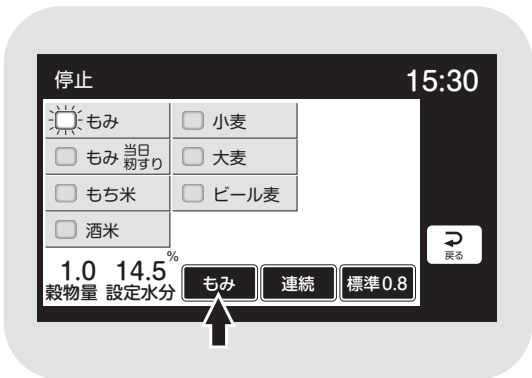 停止 15:30
もみ 小麦
もみ 当日籾すり 大麦
もち米 ビール麦
酒米
戻る
1.0 14.5%
穀物量 設定水分
もみ 連続 標準0.8